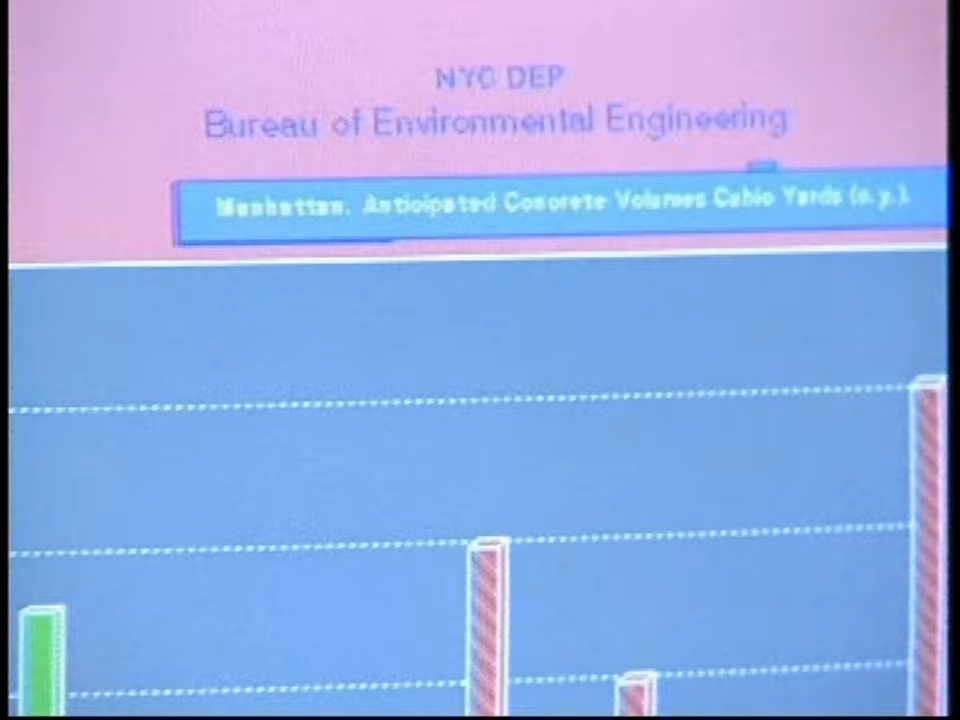 NYC DEP
Bureau of Environmental Engineering
Manhattan. Anticipated Concrete Volumes Cubic Yards (c.y.).